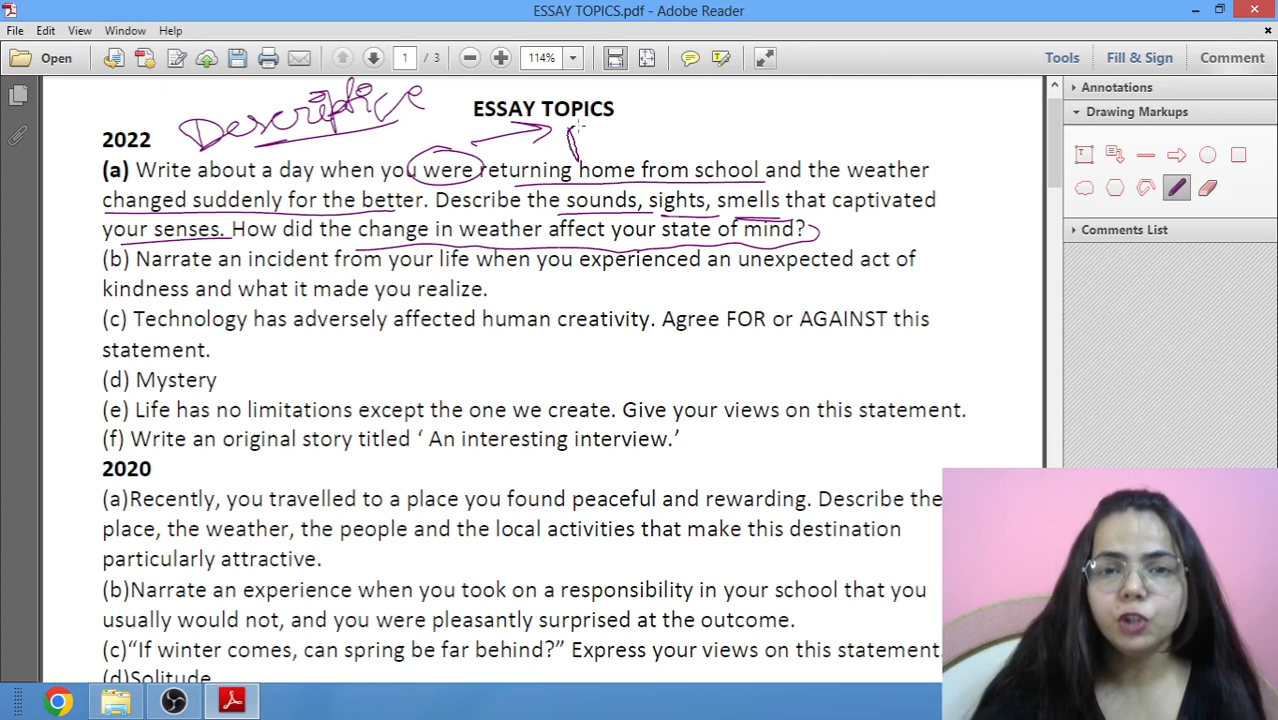 ESSAY TOPICS.pdf - Adobe Reader
File Edit View Window Help
Open 1 / 3 114% Tools Fill & Sign Comment
Annotations
Drawing Markups
Comments List
Descriptive
ESSAY TOPICS
2022
(a) Write about a day when you were returning home from school and the weather
changed suddenly for the better. Describe the sounds, sights, smells that captivated
your senses. How did the change in weather affect your state of mind?
(b) Narrate an incident from your life when you experienced an unexpected act of
kindness and what it made you realize.
(c) Technology has adversely affected human creativity. Agree FOR or AGAINST this
statement.
(d) Mystery
(e) Life has no limitations except the one we create. Give your views on this statement.
(f) Write an original story titled ‘ An interesting interview.’
2020
(a)Recently, you travelled to a place you found peaceful and rewarding. Describe the
place, the weather, the people and the local activities that make this destination
particularly attractive.
(b)Narrate an experience when you took on a responsibility in your school that you
usually would not, and you were pleasantly surprised at the outcome.
(c)“If winter comes, can spring be far behind?” Express your views on this statement.
(d)Solitude